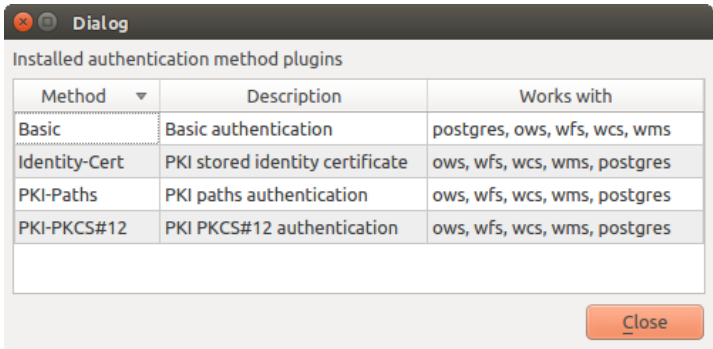 Dialog
Installed authentication method plugins
Method Description Works with
Basic Basic authentication postgres, ows, wfs, wcs, wms
Identity-Cert PKI stored identity certificate ows, wfs, wcs, wms, postgres
PKI-Paths PKI paths authentication ows, wfs, wcs, wms, postgres
PKI-PKCS#12 PKI PKCS#12 authentication ows, wfs, wcs, wms, postgres
Close